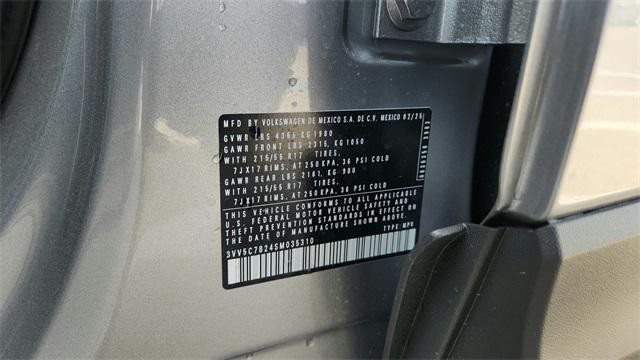 MFD BY VOLKSWAGEN DE MEXICO S.A. DE C.V. MEXICO 02/25
GVWR LBS 4365 KG 1980
GAWR FRONT LBS 2315, KG 1050
WITH 215/55 R17 TIRES,
7JX17 RIMS, AT 250 KPA, 36 PSI COLD
GAWR REAR LBS 2161, KG 980
WITH 215/55 R17 TIRES,
7JX17 RIMS, AT 250 KPA, 36 PSI COLD
THIS VEHICLE CONFORMS TO ALL APPLICABLE
U.S. FEDERAL MOTOR VEHICLE SAFETY AND
THEFT PREVENTION STANDARDS IN EFFECT ON
THE DATE OF MANUFACTURE SHOWN ABOVE.
3VV5C7B24SM035310 TYPE: MPV